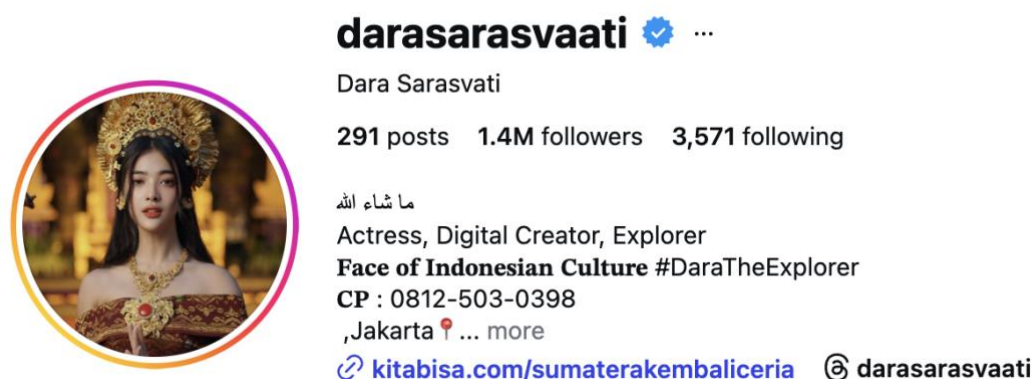 darasarasvaati ...
Dara Sarasvati
291 posts 1.4M followers 3,571 following
ما شاء الله
Actress, Digital Creator, Explorer
Face of Indonesian Culture #DaraTheExplorer
CP : 0812-503-0398
,Jakarta📍... more
kitabisa.com/sumaterakembaliceria darasarasvaati